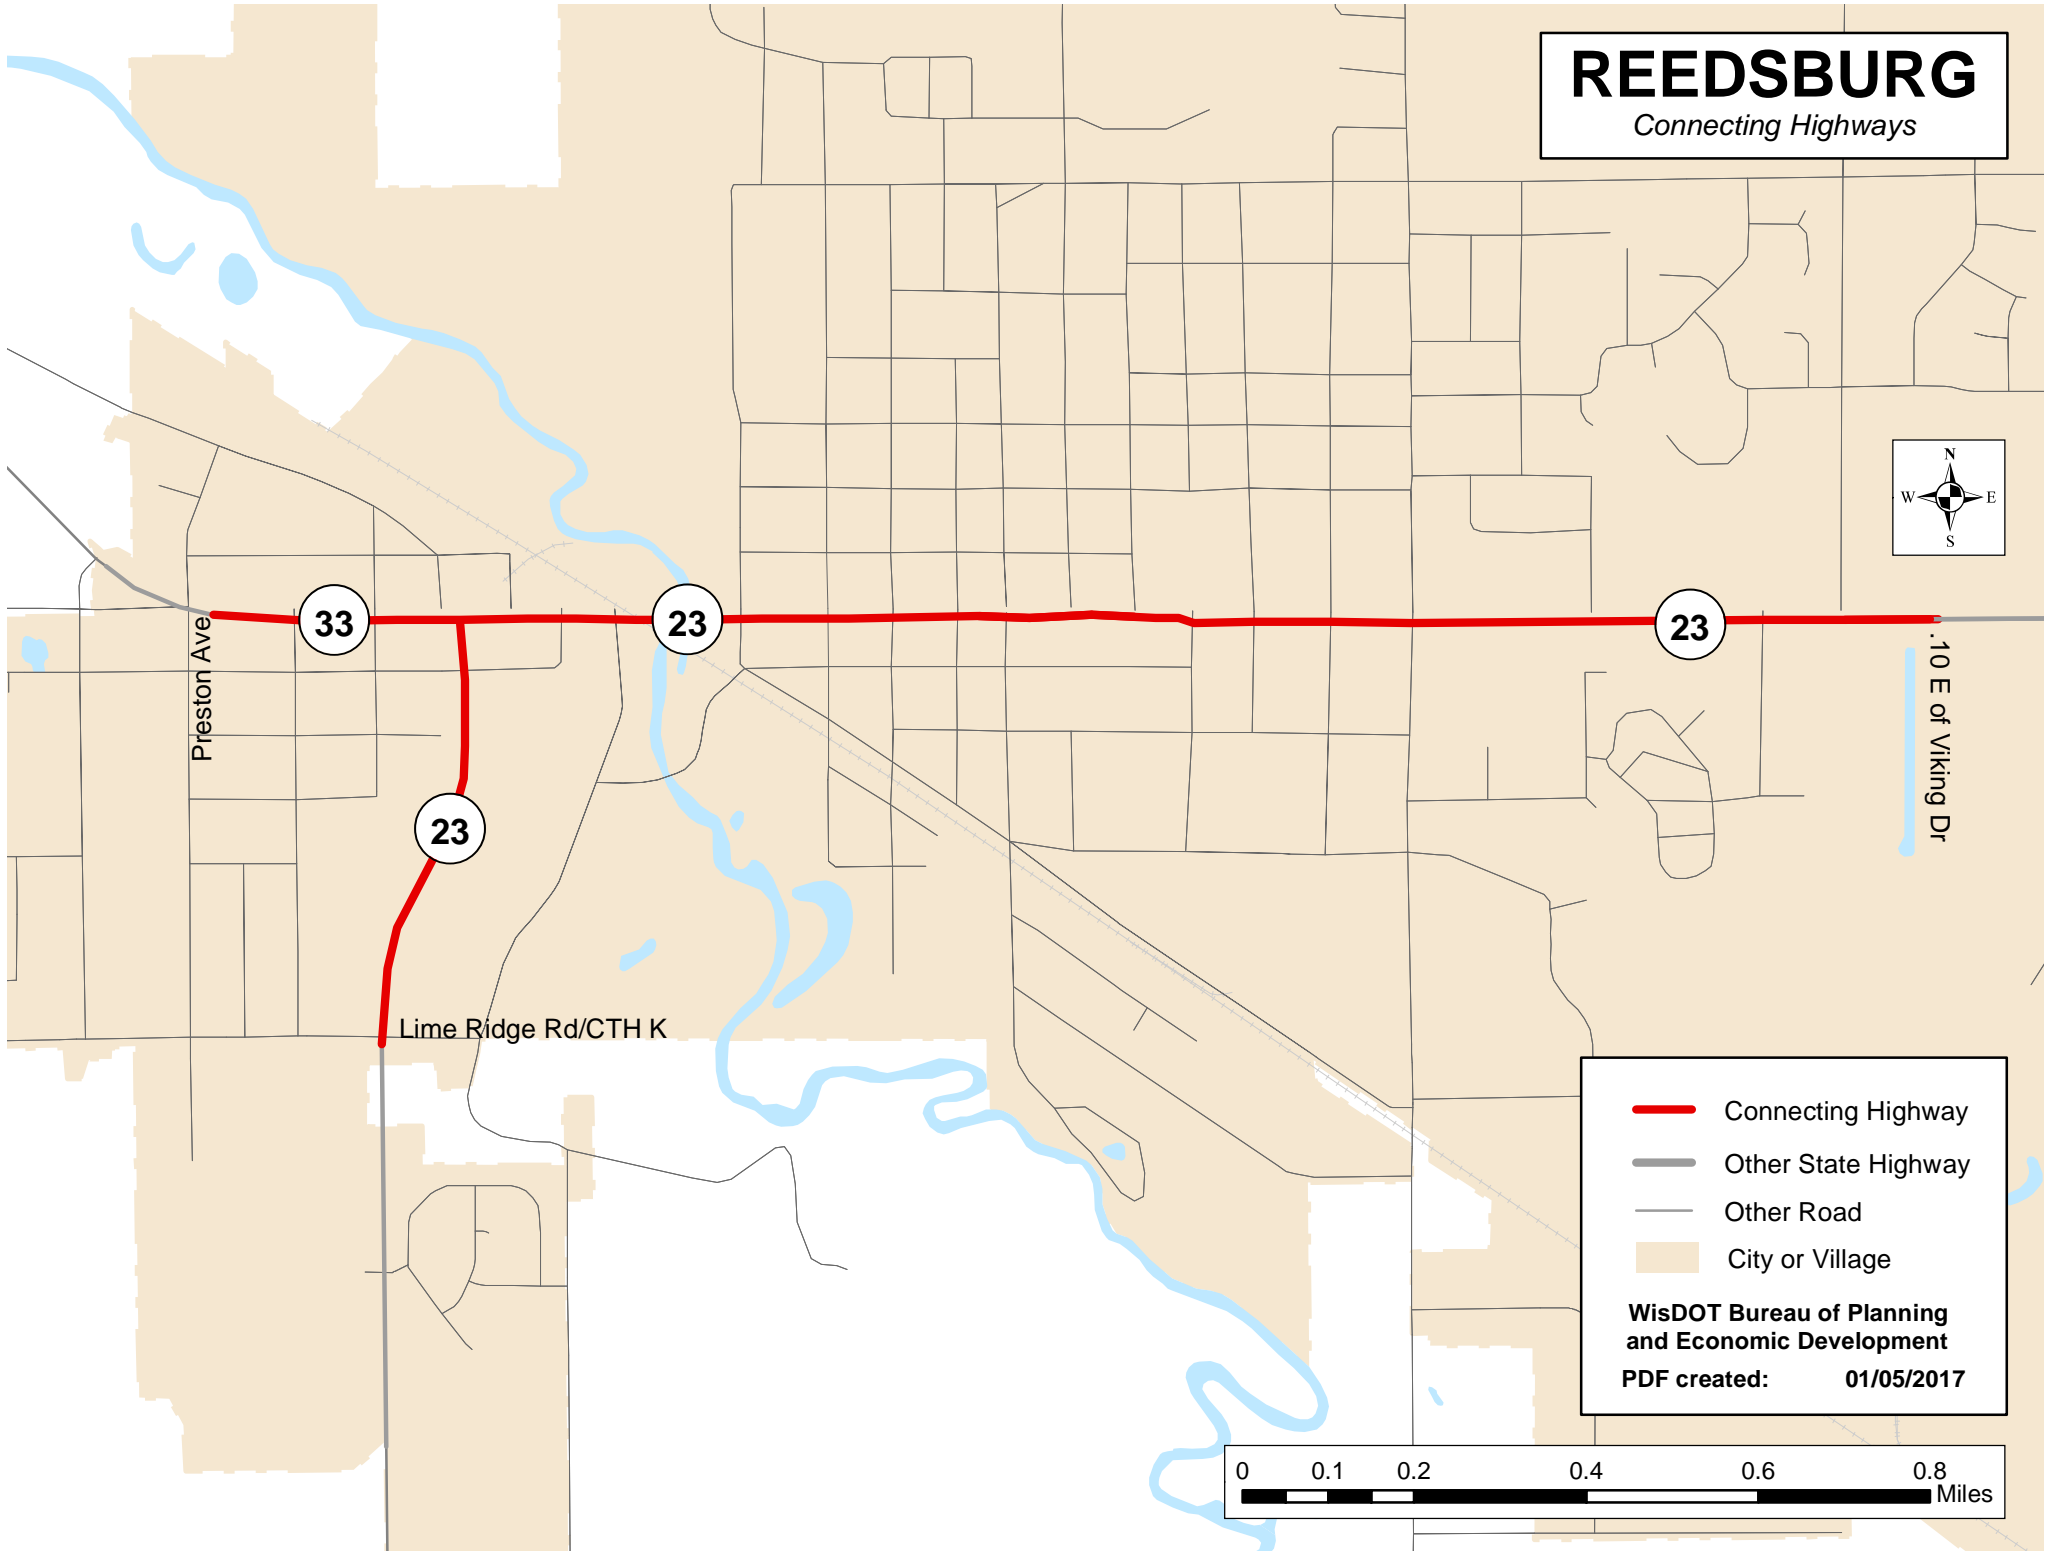 REEDSBURG
Connecting Highways
N
W E
S
33
23
23
Preston Ave
.10 E of Viking Dr
23
Lime Ridge Rd/CTH K
Connecting Highway
Other State Highway
Other Road
City or Village
WisDOT Bureau of Planning
and Economic Development
PDF created: 01/05/2017
0 0.1 0.2 0.4 0.6 0.8
Miles